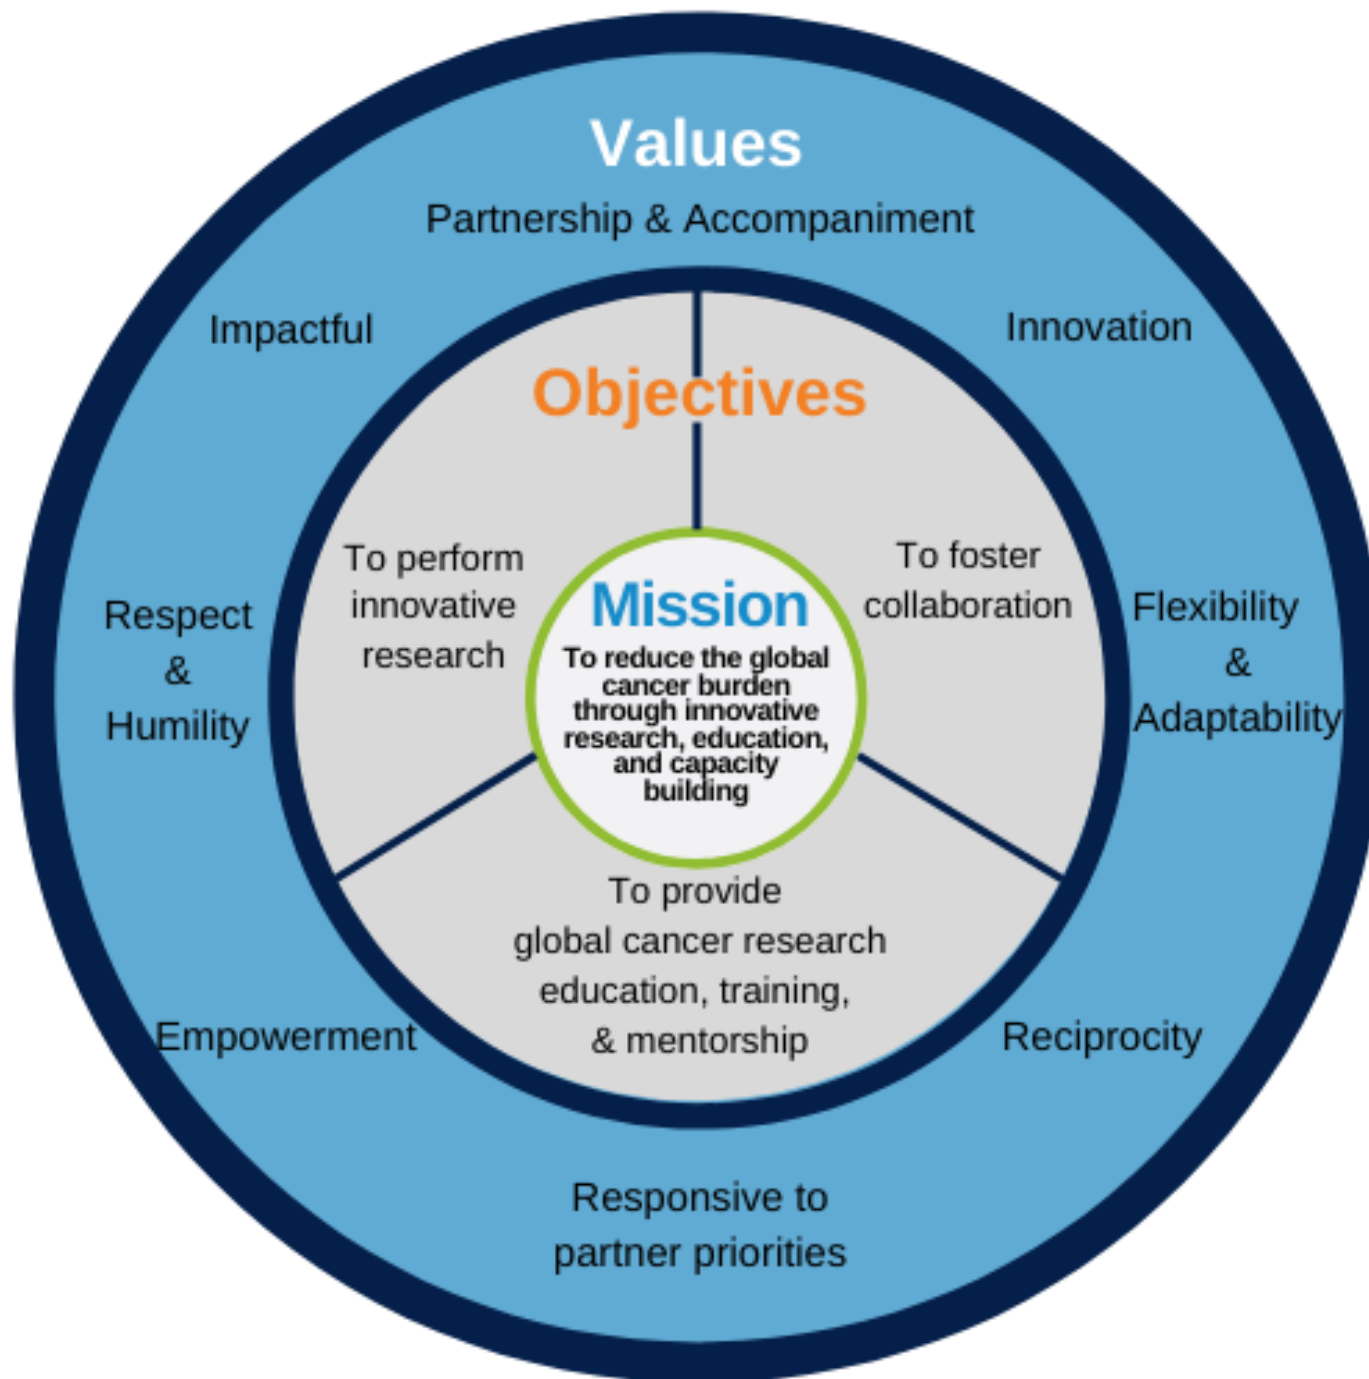 Values
Partnership & Accompaniment
Impactful
Innovation
Objectives
To perform
innovative
research
To foster
collaboration
Respect
&
Humility
Flexibility
&
Adaptability
Mission
To reduce the global
cancer burden
through innovative
research, education,
and capacity
building
To provide
global cancer research
education, training,
& mentorship
Empowerment
Reciprocity
Responsive to
partner priorities